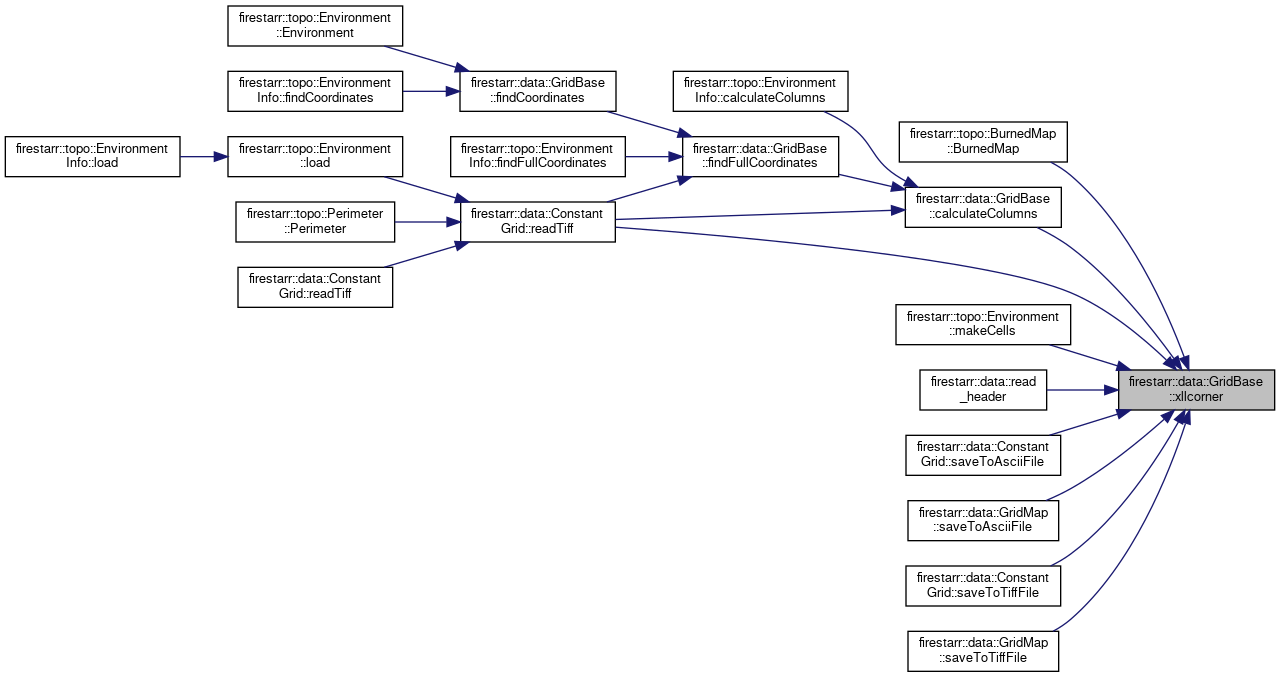 firestarr::topo::Environment
::Environment
firestarr::topo::Environment
Info::findCoordinates
firestarr::data::GridBase
::findCoordinates
firestarr::topo::Environment
Info::calculateColumns
firestarr::topo::BurnedMap
::BurnedMap
firestarr::topo::Environment
Info::load
firestarr::topo::Environment
::load
firestarr::topo::Environment
Info::findFullCoordinates
firestarr::data::GridBase
::findFullCoordinates
firestarr::topo::Perimeter
::Perimeter
firestarr::data::Constant
Grid::readTiff
firestarr::data::GridBase
::calculateColumns
firestarr::data::Constant
Grid::readTiff
firestarr::topo::Environment
::makeCells
firestarr::data::read
_header
firestarr::data::GridBase
::xllcorner
firestarr::data::Constant
Grid::saveToAsciiFile
firestarr::data::GridMap
::saveToAsciiFile
firestarr::data::Constant
Grid::saveToTiffFile
firestarr::data::GridMap
::saveToTiffFile